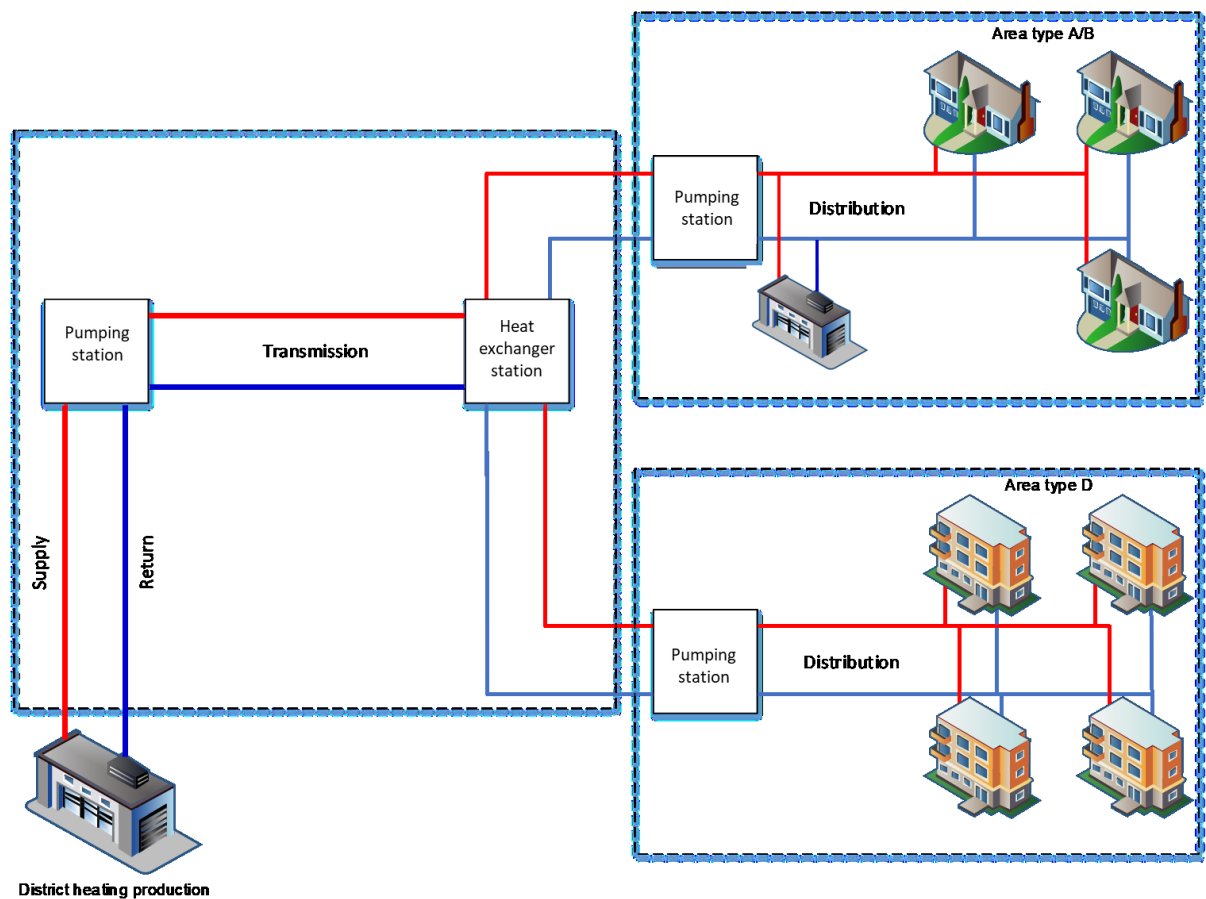 Area type A/B
Pumping
station
Distribution
Pumping
station
Transmission
Heat
exchanger
station
Supply
Return
Area type D
Pumping
station
Distribution
District heating production